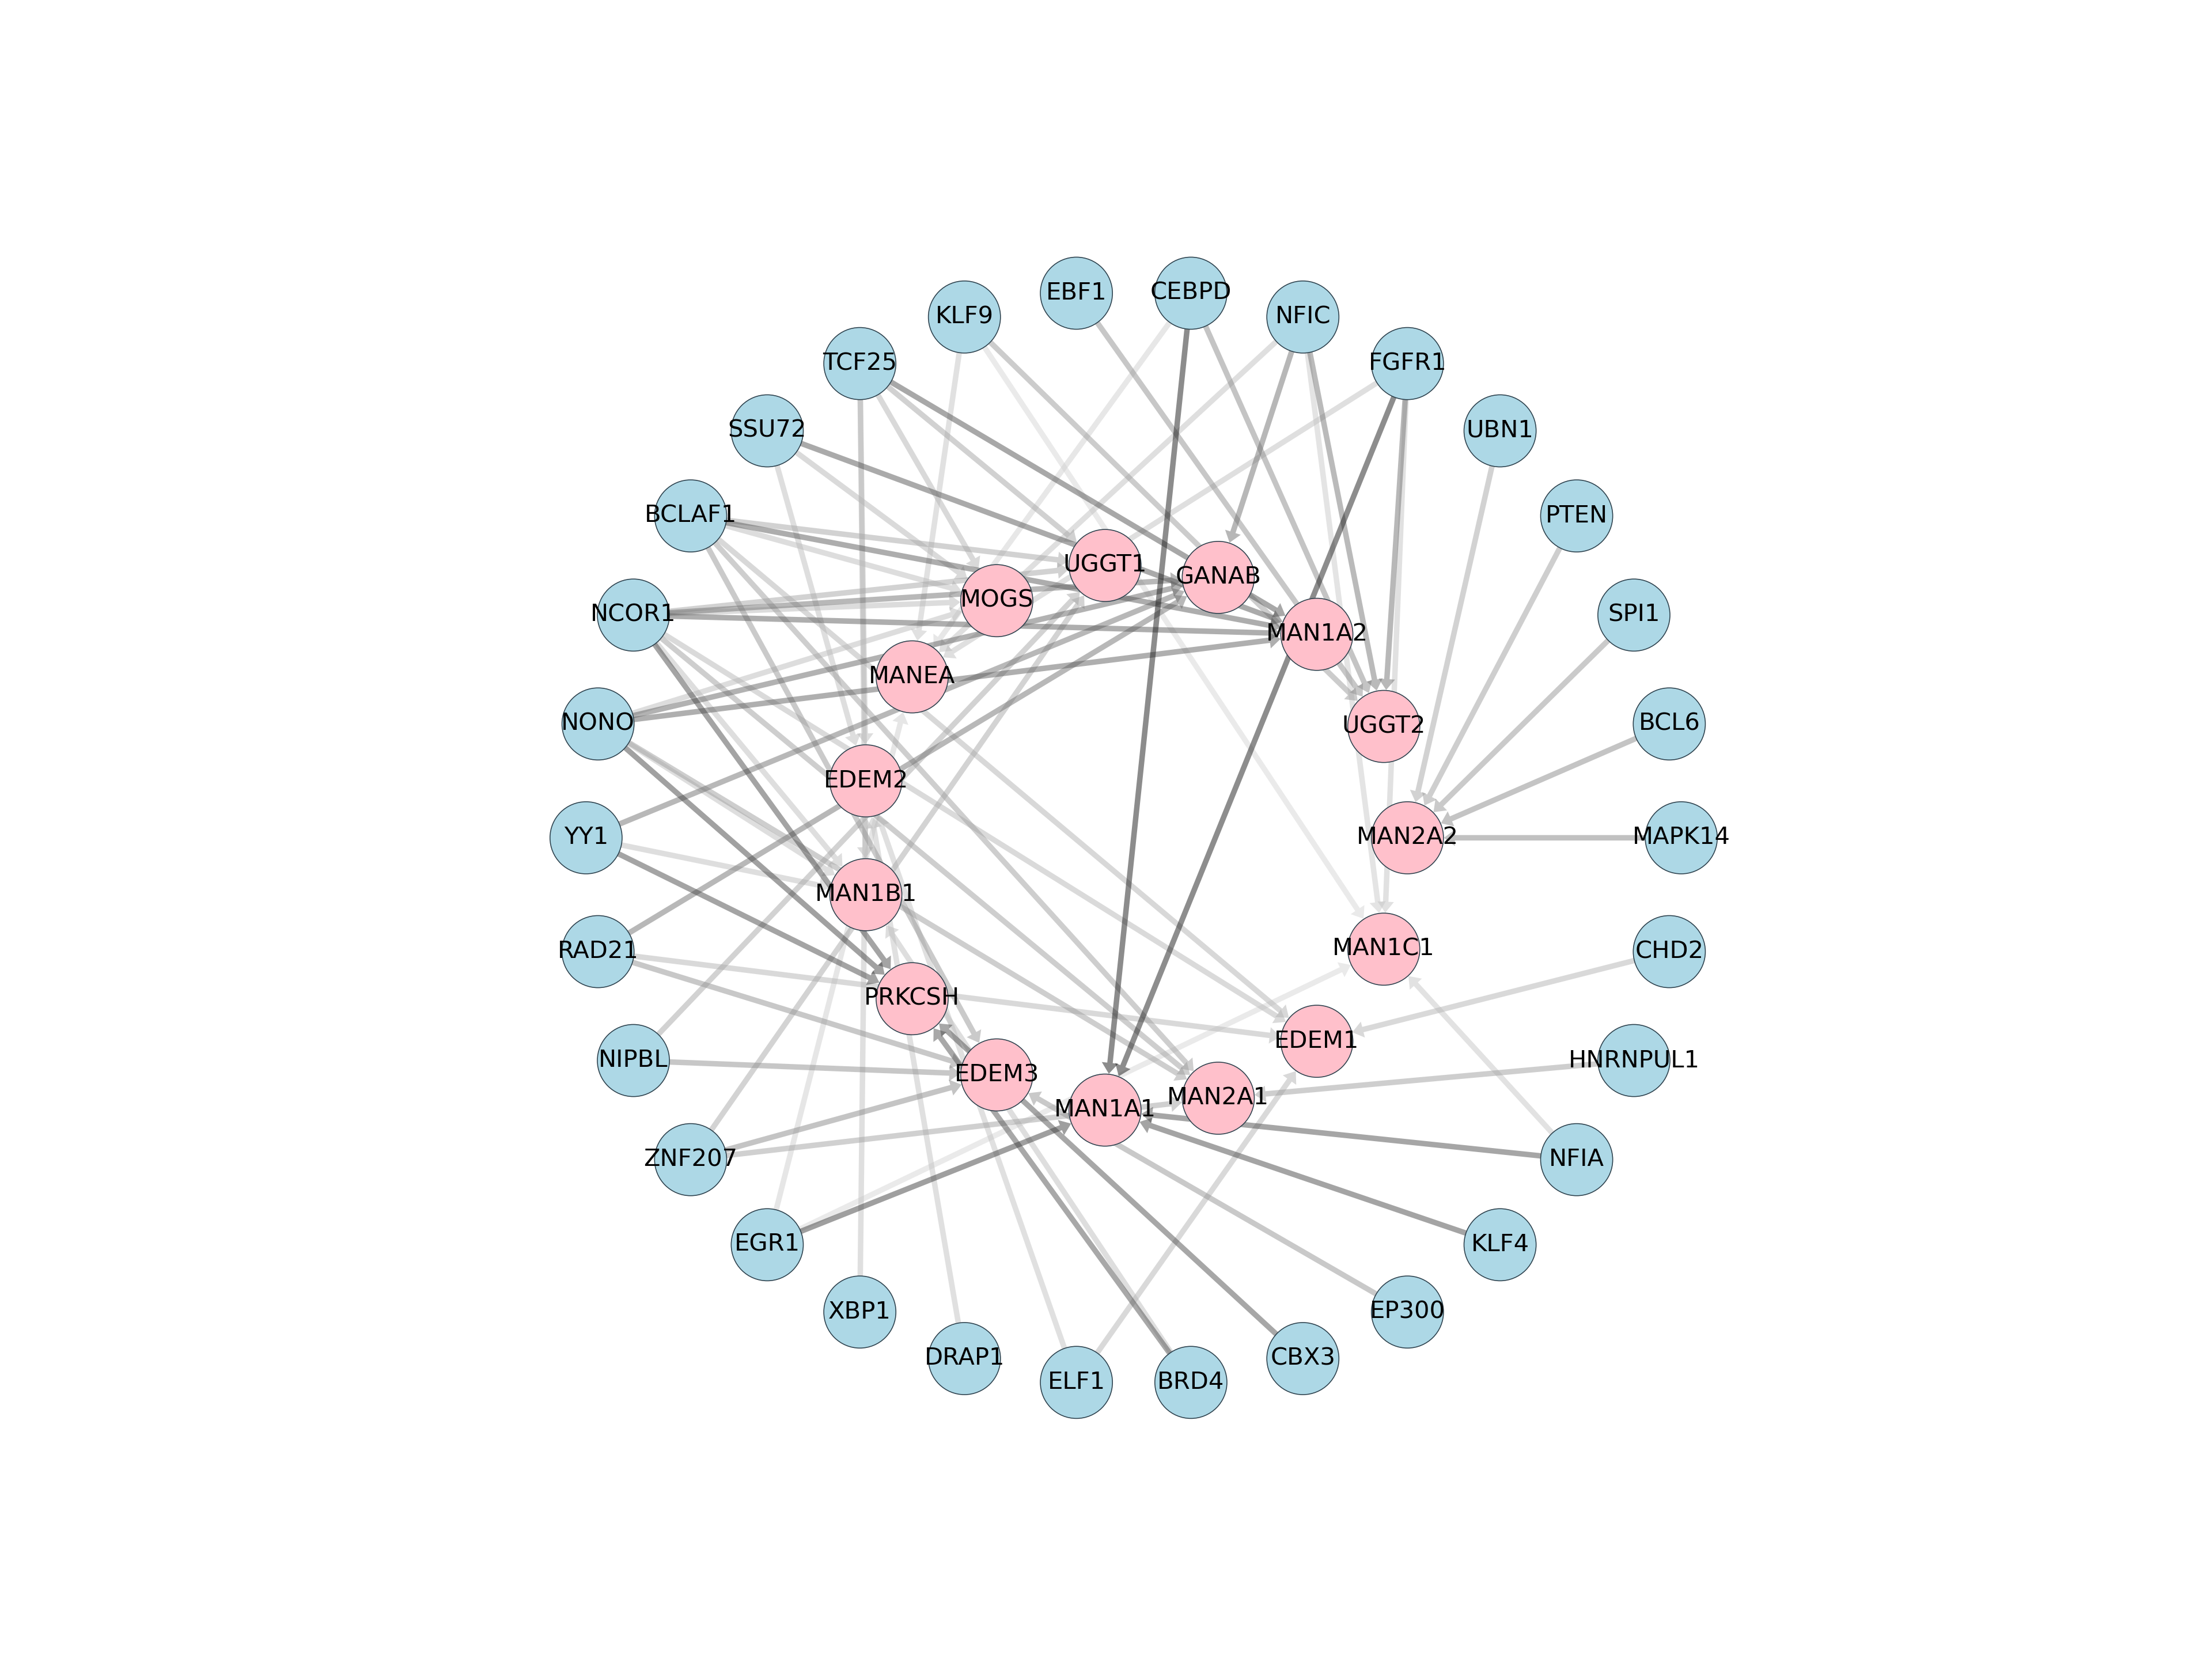 EBF1
CEBPD
KLF9
NFIC
TCF25
FGFR1
SSU72
UBN1
BCLAF1
PTEN
UGGT1
GANAB
MOGS
NCOR1
SPI1
MAN1A2
MANEA
NONO
UGGT2
BCL6
EDEM2
YY1
MAN2A2
MAPK14
MAN1B1
RAD21
MAN1C1
CHD2
PRKCSH
EDEM1
NIPBL
EDEM3
HNRNPUL1
MAN1A1
MAN2A1
ZNF207
NFIA
EGR1
KLF4
XBP1
EP300
DRAP1
CBX3
ELF1
BRD4